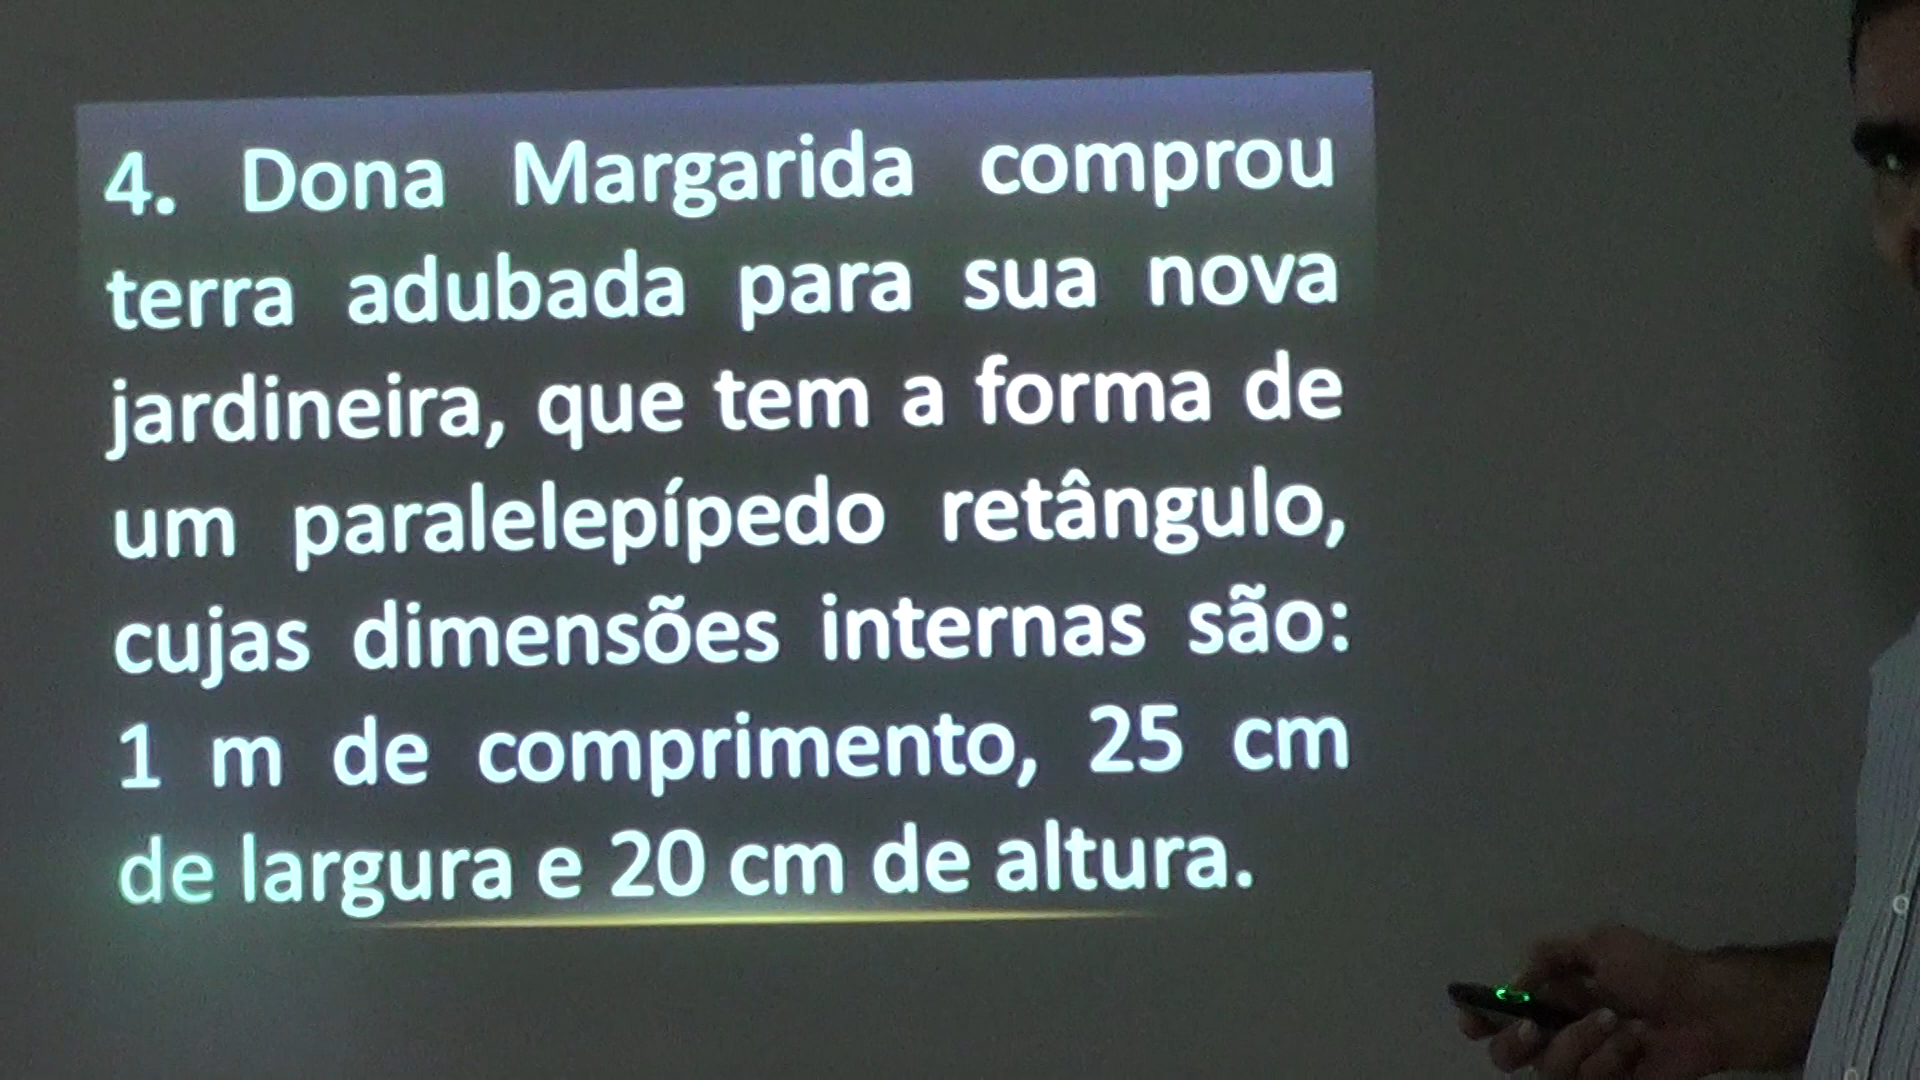 4. Dona Margarida comprou
terra adubada para sua nova
jardineira, que tem a forma de
um paralelepípedo retângulo,
cujas dimensões internas são:
1 m de comprimento, 25 cm
de largura e 20 cm de altura.